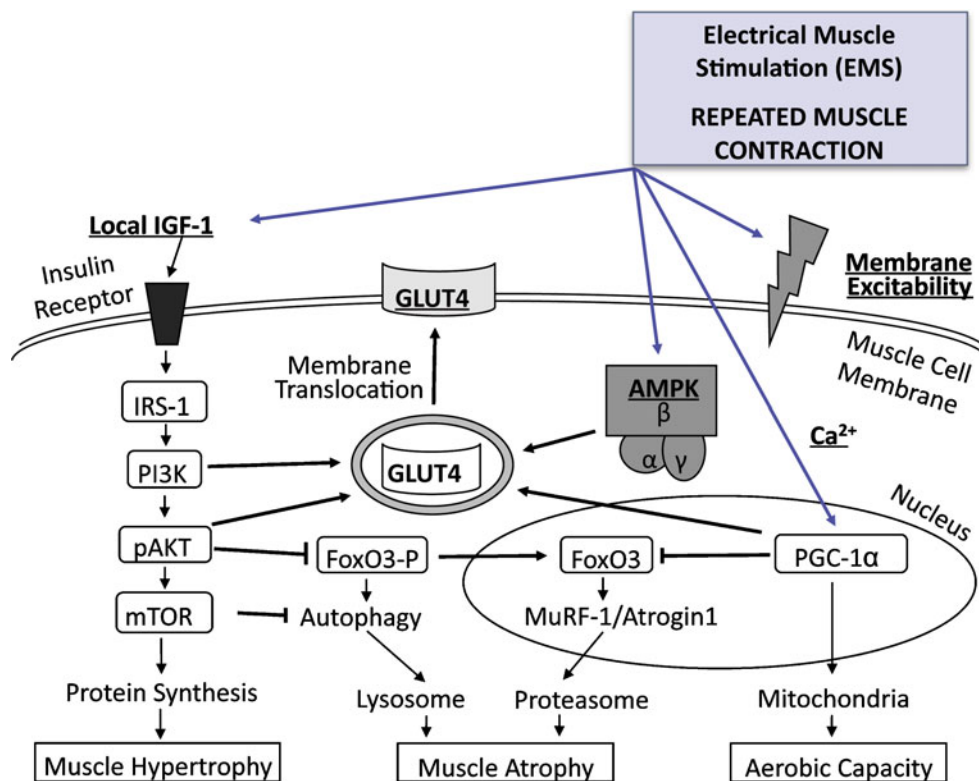 Electrical Muscle
Stimulation (EMS)
REPEATED MUSCLE
CONTRACTION
Local IGF-1
Insulin
Receptor
GLUT4
Membrane
Excitability
Muscle Cell
Membrane
Membrane
Translocation
IRS-1
AMPK
β
α γ
Ca²⁺
PI3K
GLUT4
Nucleus
pAKT
FoxO3-P
FoxO3
PGC-1α
mTOR
Autophagy
MuRF-1/Atrogin1
Protein Synthesis
Lysosome
Proteasome
Mitochondria
Muscle Hypertrophy
Muscle Atrophy
Aerobic Capacity